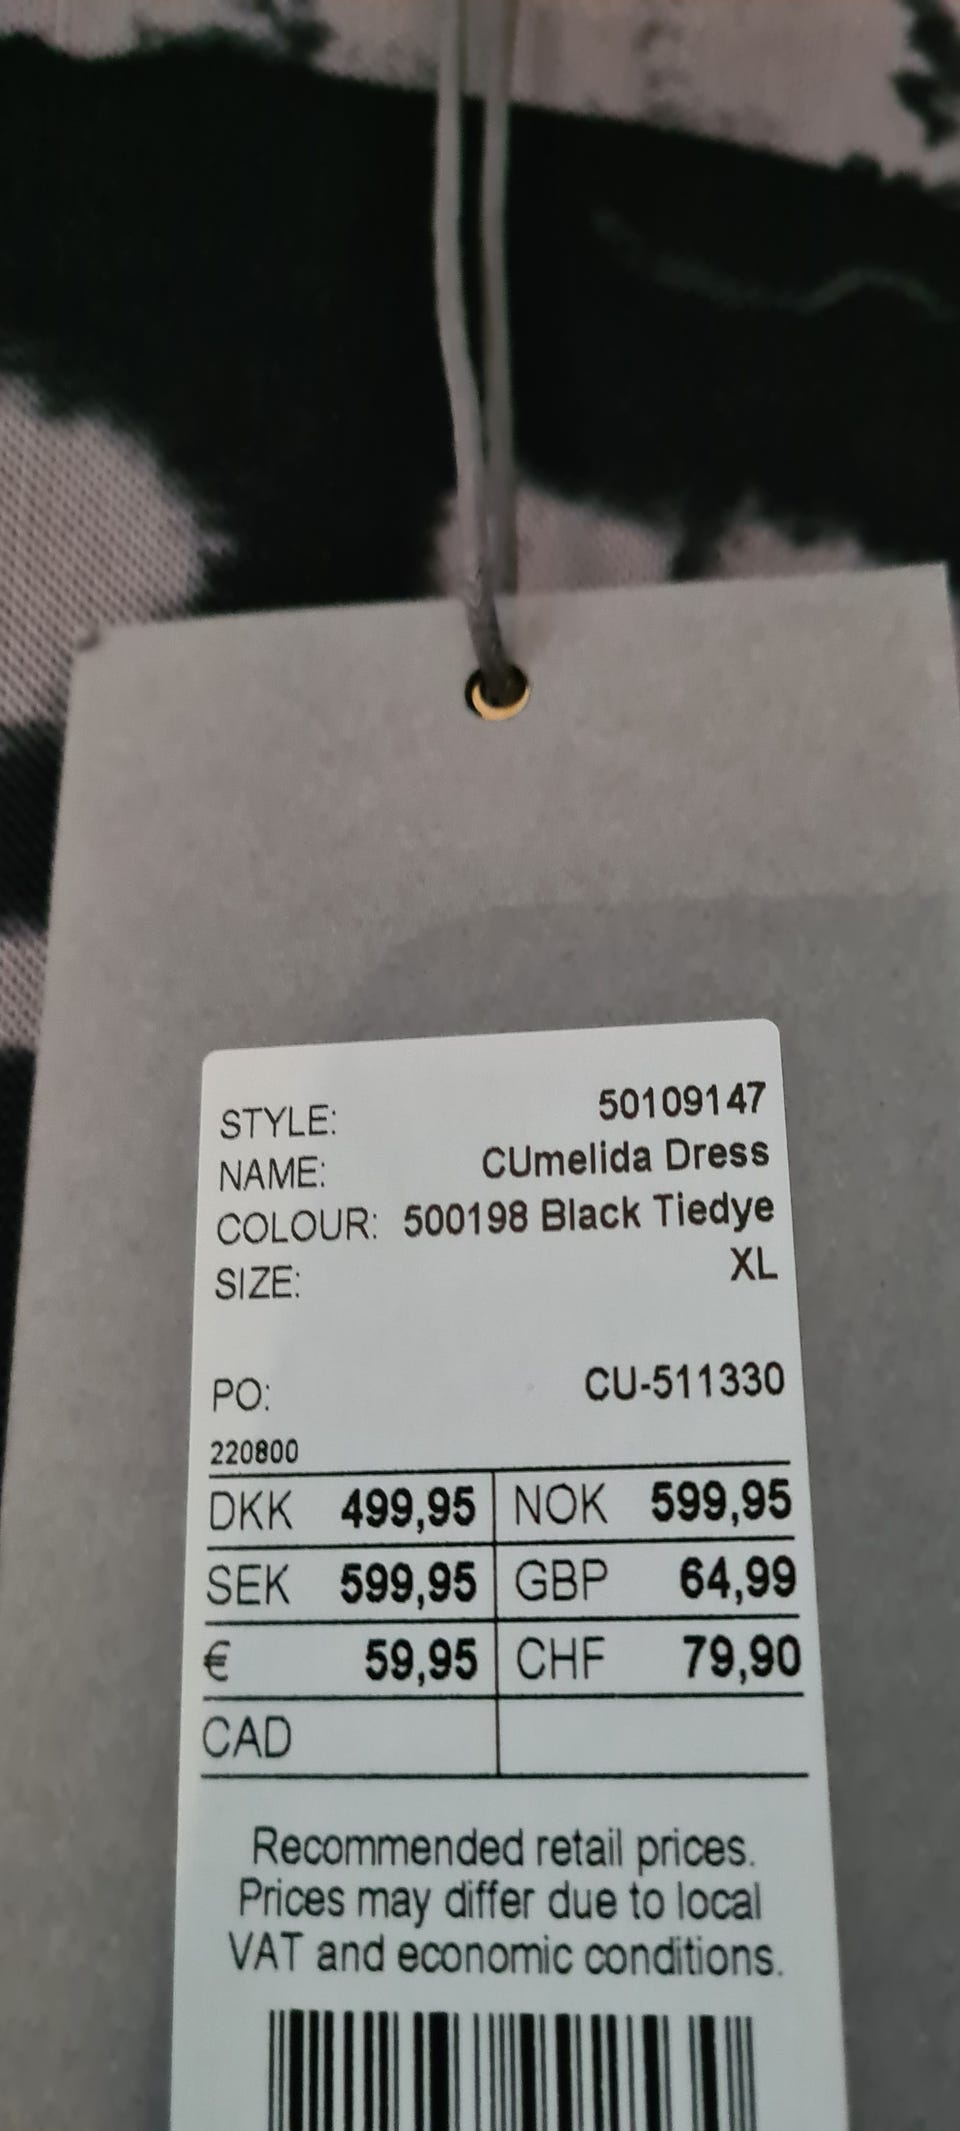 STYLE: 50109147
NAME: CUmelida Dress
COLOUR: 500198 Black Tiedye
SIZE: XL
PO: CU-511330
220800
DKK 499,95 NOK 599,95
SEK 599,95 GBP 64,99
€ 59,95 CHF 79,90
CAD
Recommended retail prices.
Prices may differ due to local
VAT and economic conditions.